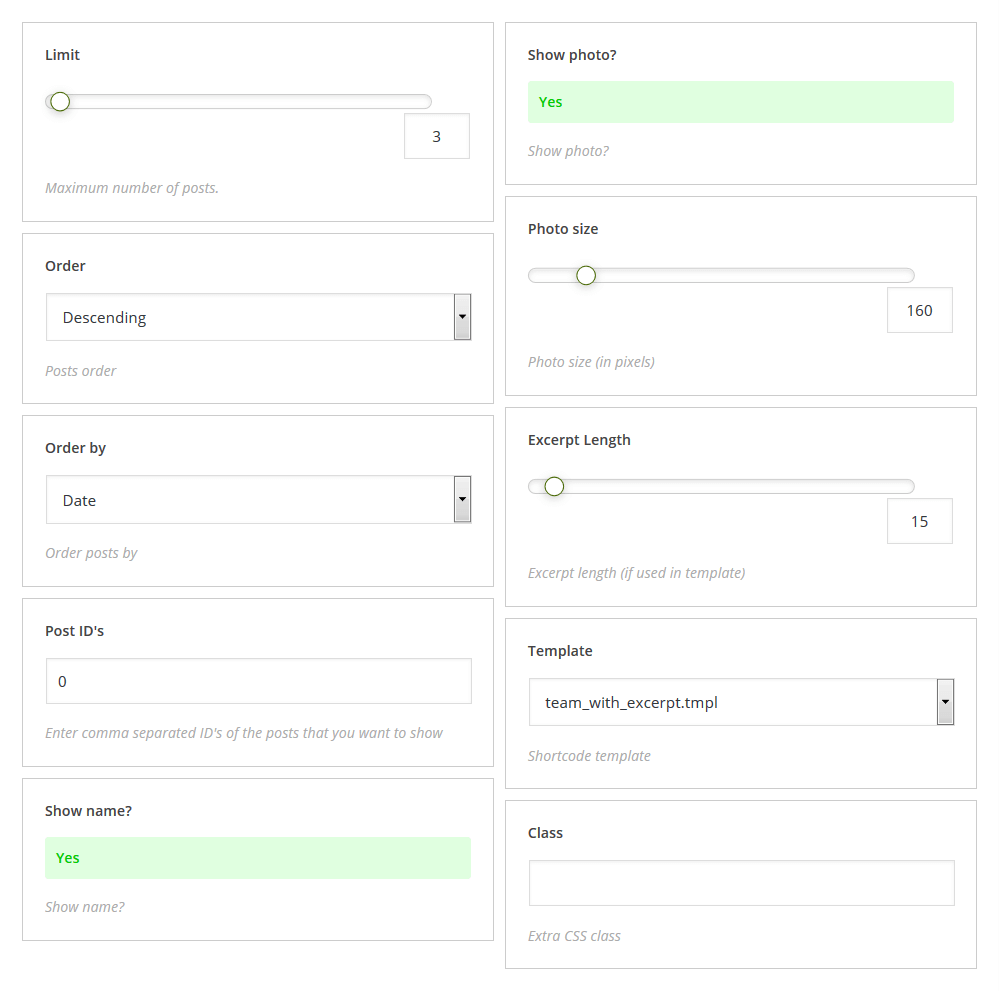 Limit
3
Maximum number of posts.
Order
Descending
Posts order
Order by
Date
Order posts by
Post ID's
0
Enter comma separated ID's of the posts that you want to show
Show name?
Yes
Show name?
Show photo?
Yes
Show photo?
Photo size
160
Photo size (in pixels)
Excerpt Length
15
Excerpt length (if used in template)
Template
team_with_excerpt.tmpl
Shortcode template
Class
Extra CSS class